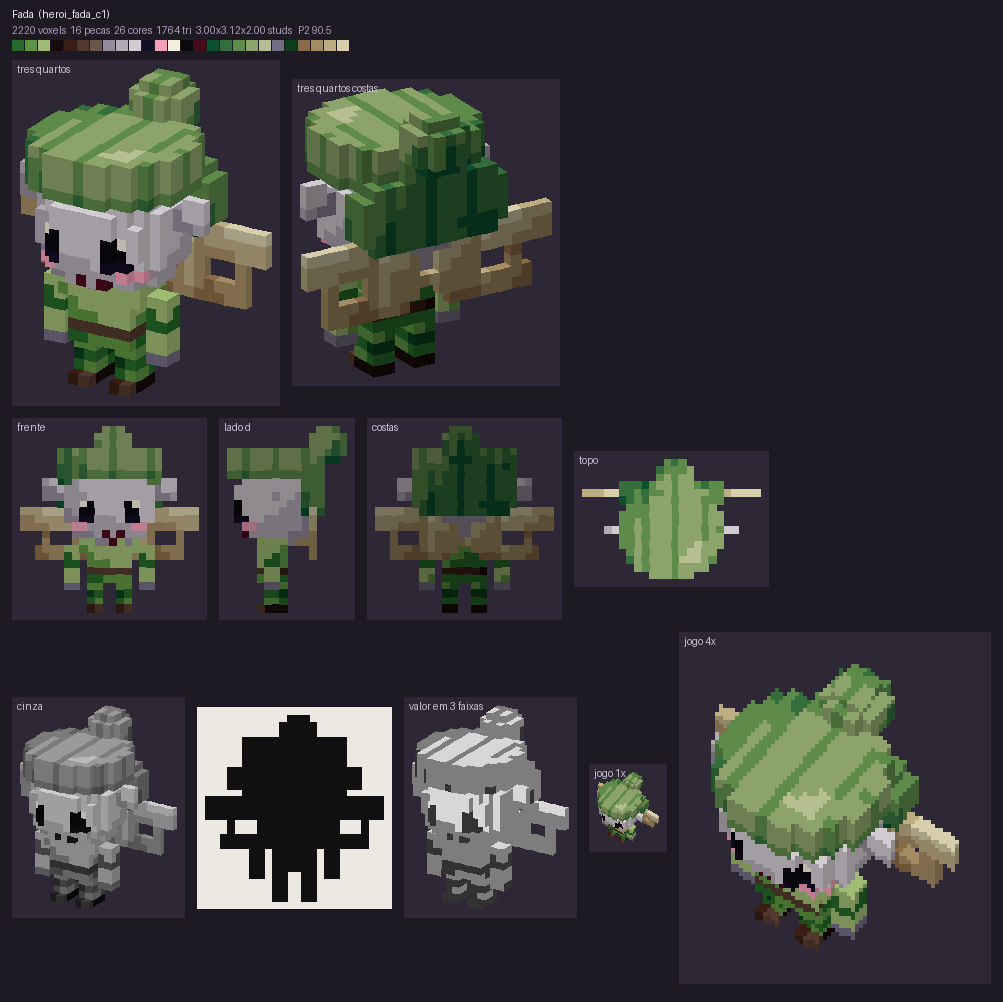 Fada (heroi_fada_c1)
2220 voxels 16 pecas 26 cores 1764 tri 3.00x3.12x2.00 studs P2 90.5
tres quartos
tres quartos costas
frente
lado d
costas
topo
jogo 4x
cinza
valor em 3 faixas
jogo 1x